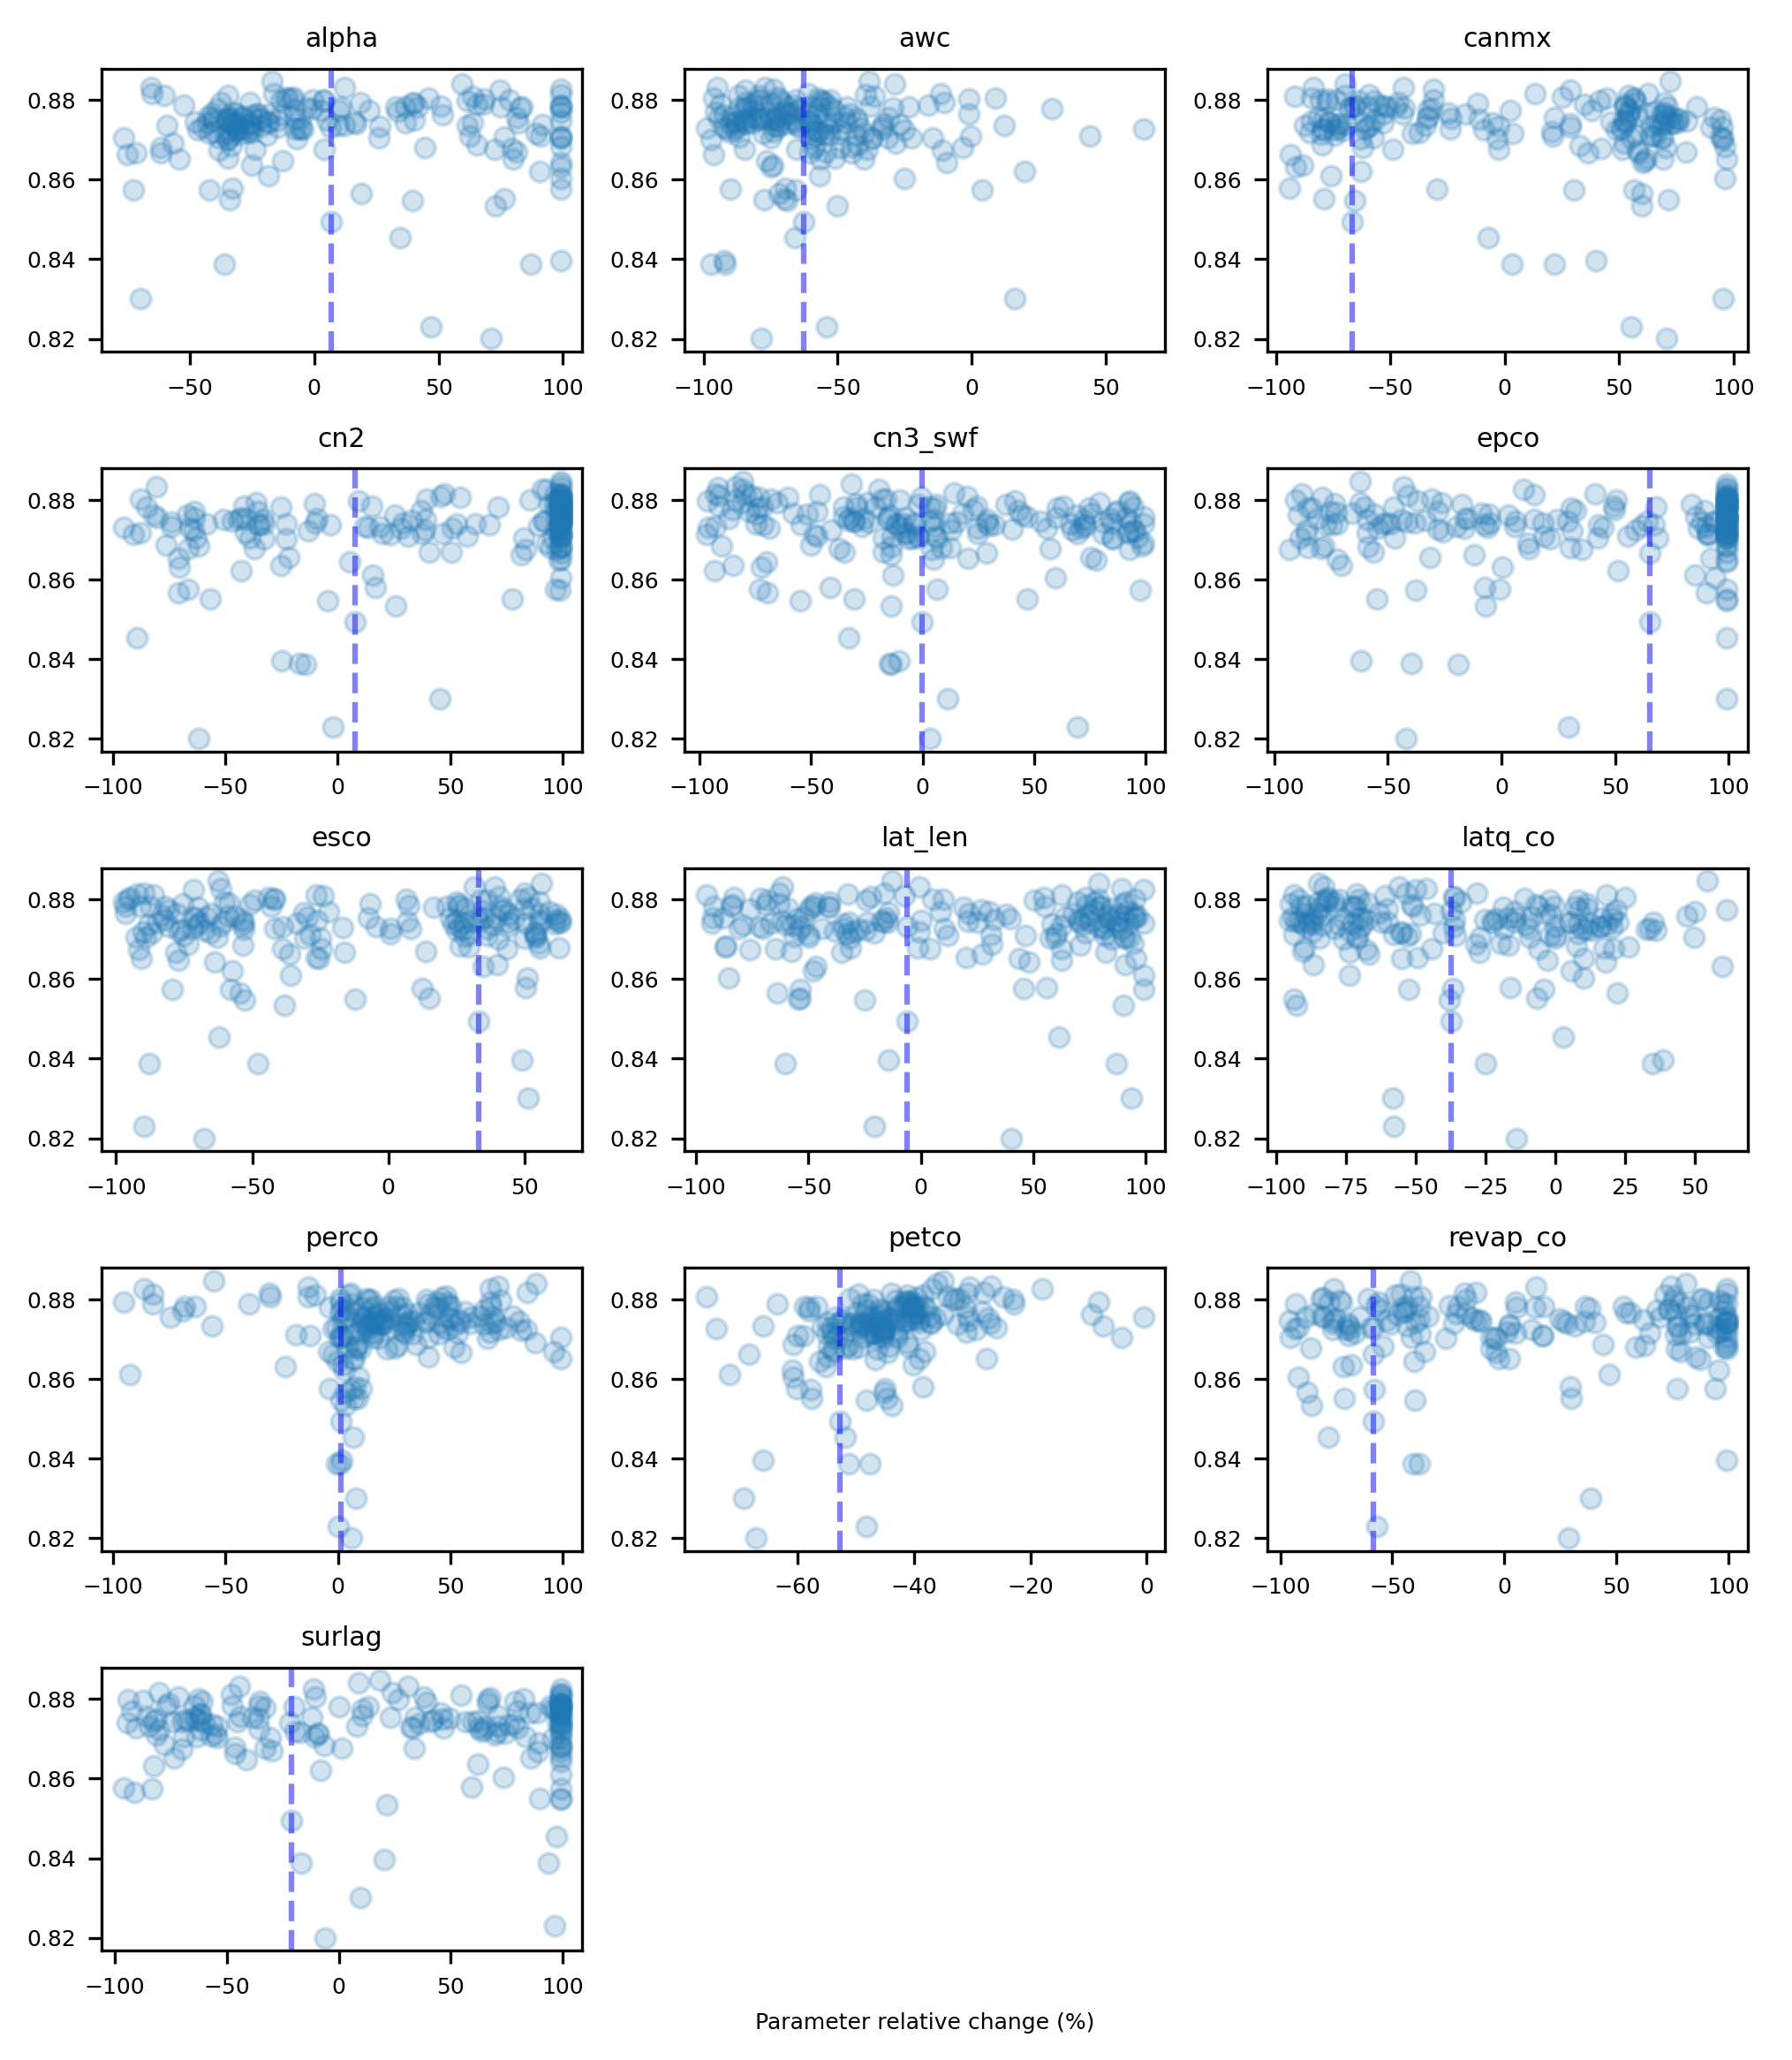 alpha awc canmx
0.88 0.88 0.88
0.86 0.86 0.86
0.84 0.84 0.84
0.82 0.82 0.82
−50 0 50 100 −100 −50 0 50 −100 −50 0 50 100
cn2 cn3_swf epco
0.88 0.88 0.88
0.86 0.86 0.86
0.84 0.84 0.84
0.82 0.82 0.82
−100 −50 0 50 100 −100 −50 0 50 100 −100 −50 0 50 100
esco lat_len latq_co
0.88 0.88 0.88
0.86 0.86 0.86
0.84 0.84 0.84
0.82 0.82 0.82
−100 −50 0 50 −100 −50 0 50 100 −100 −75 −50 −25 0 25 50
perco petco revap_co
0.88 0.88 0.88
0.86 0.86 0.86
0.84 0.84 0.84
0.82 0.82 0.82
−100 −50 0 50 100 −60 −40 −20 0 −100 −50 0 50 100
surlag
0.88
0.86
0.84
0.82
−100 −50 0 50 100
Parameter relative change (%)